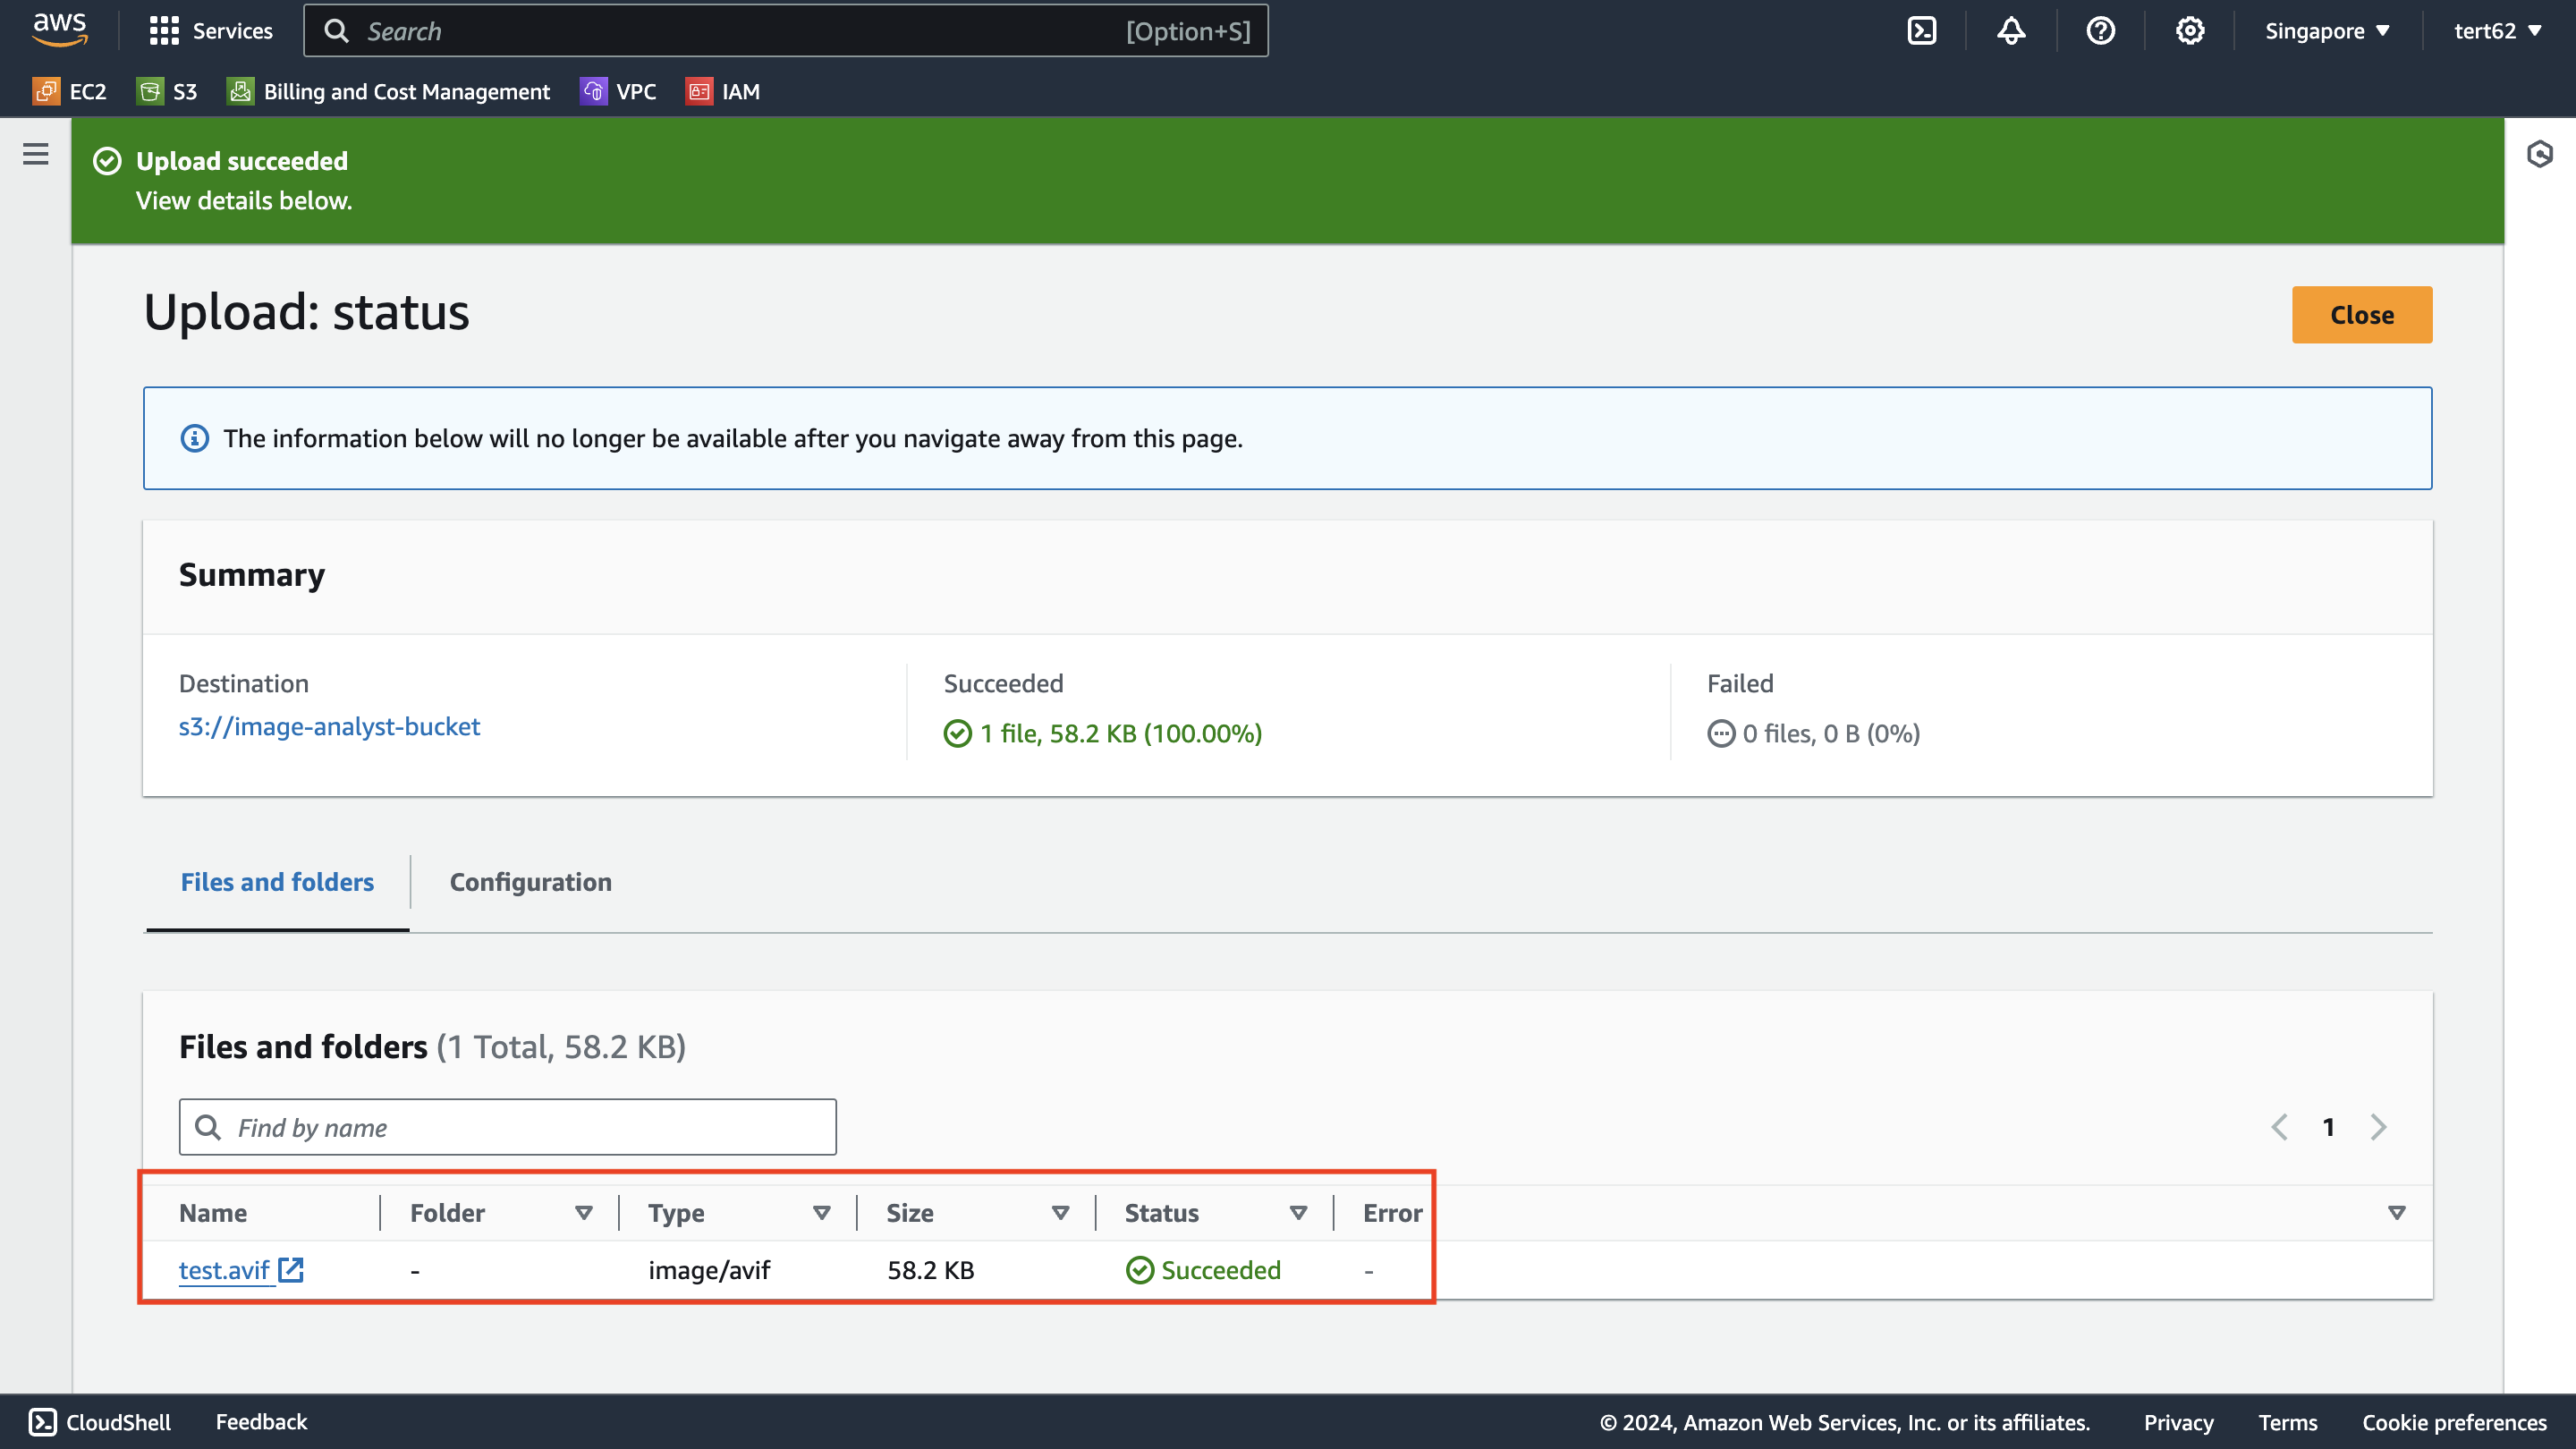 aws Services Search [Option+S] Singapore tert62
EC2 S3 Billing and Cost Management VPC IAM
Upload succeeded
View details below.
Upload: status Close
The information below will no longer be available after you navigate away from this page.
Summary
Destination Succeeded Failed
s3://image-analyst-bucket 1 file, 58.2 KB (100.00%) 0 files, 0 B (0%)
Files and folders Configuration
Files and folders (1 Total, 58.2 KB)
Find by name 1
Name Folder Type Size Status Error
test.avif - image/avif 58.2 KB Succeeded -
CloudShell Feedback © 2024, Amazon Web Services, Inc. or its affiliates. Privacy Terms Cookie preferences